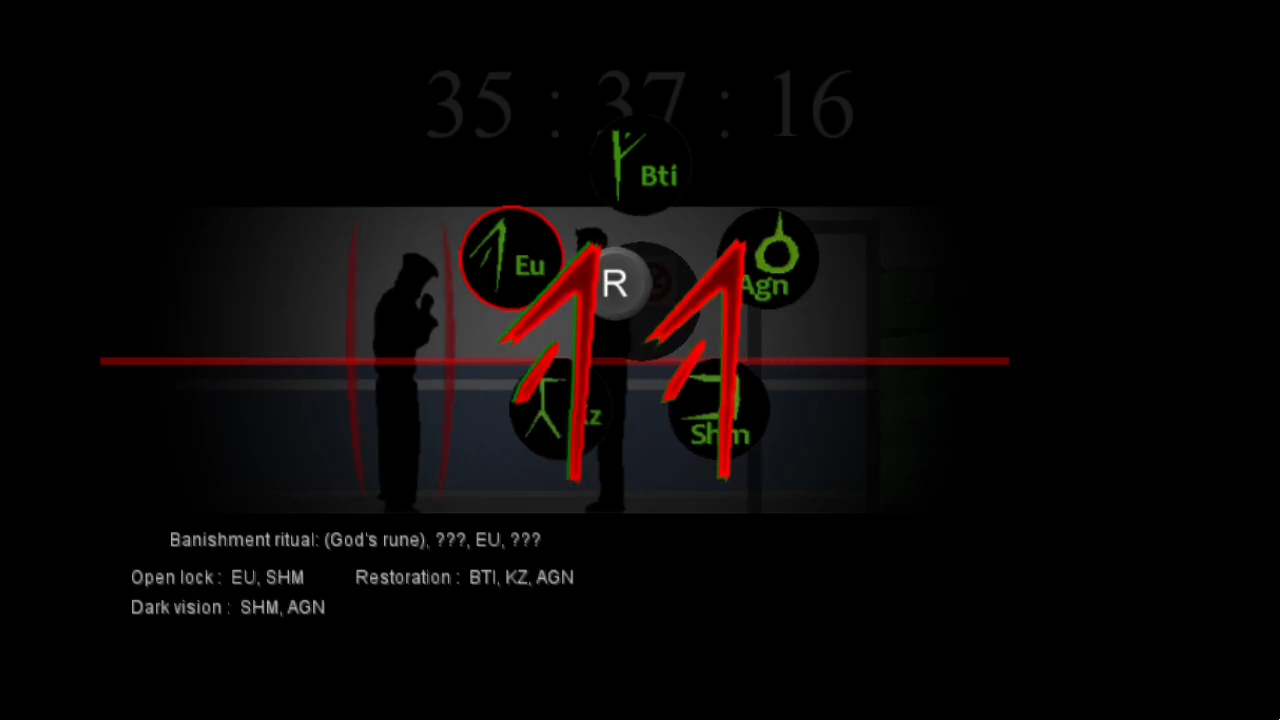 35 : 37 : 16
Bti
Eu
R
Agn
Kz
Shm
Banishment ritual: (God's rune), ???, EU, ???
Open lock : EU, SHM Restoration : BTI, KZ, AGN
Dark vision : SHM, AGN